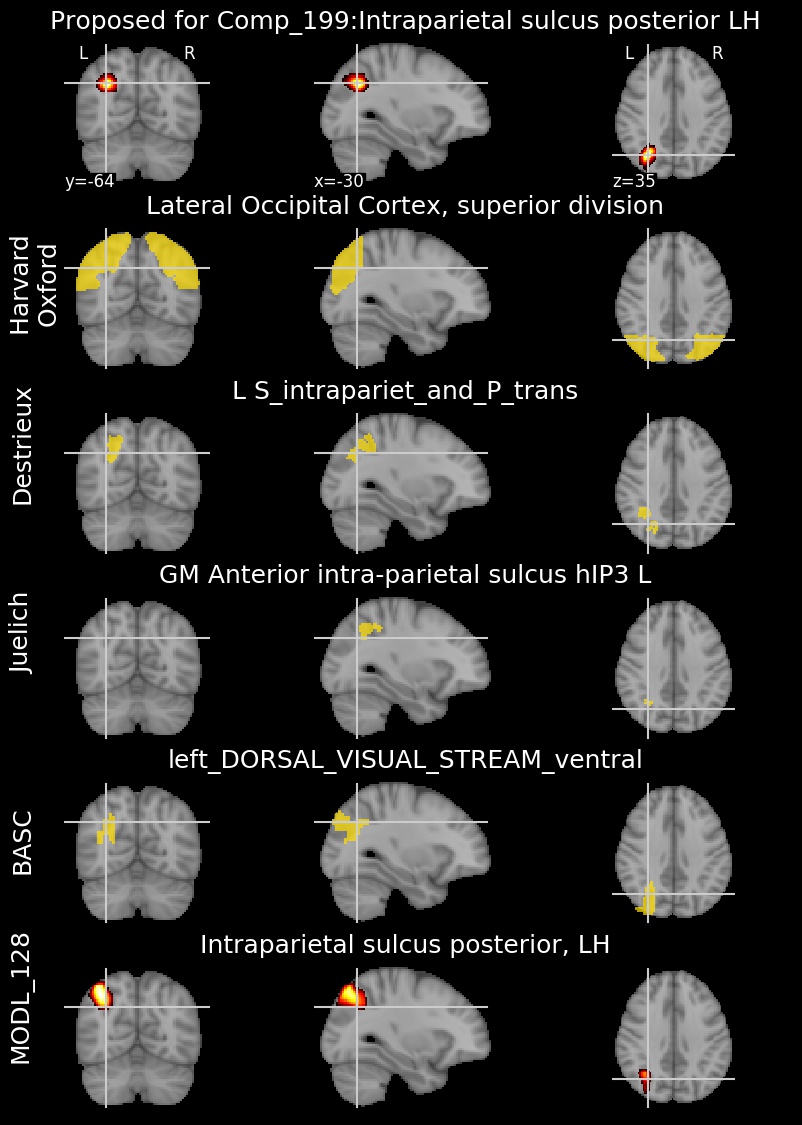 Proposed for Comp_199:Intraparietal sulcus posterior LH
L R
L R
y=-64 x=-30 z=35
Lateral Occipital Cortex, superior division
Harvard
Oxford
L S_intrapariet_and_P_trans
Destrieux
GM Anterior intra-parietal sulcus hIP3 L
Juelich
left_DORSAL_VISUAL_STREAM_ventral
BASC
Intraparietal sulcus posterior, LH
MODL_128